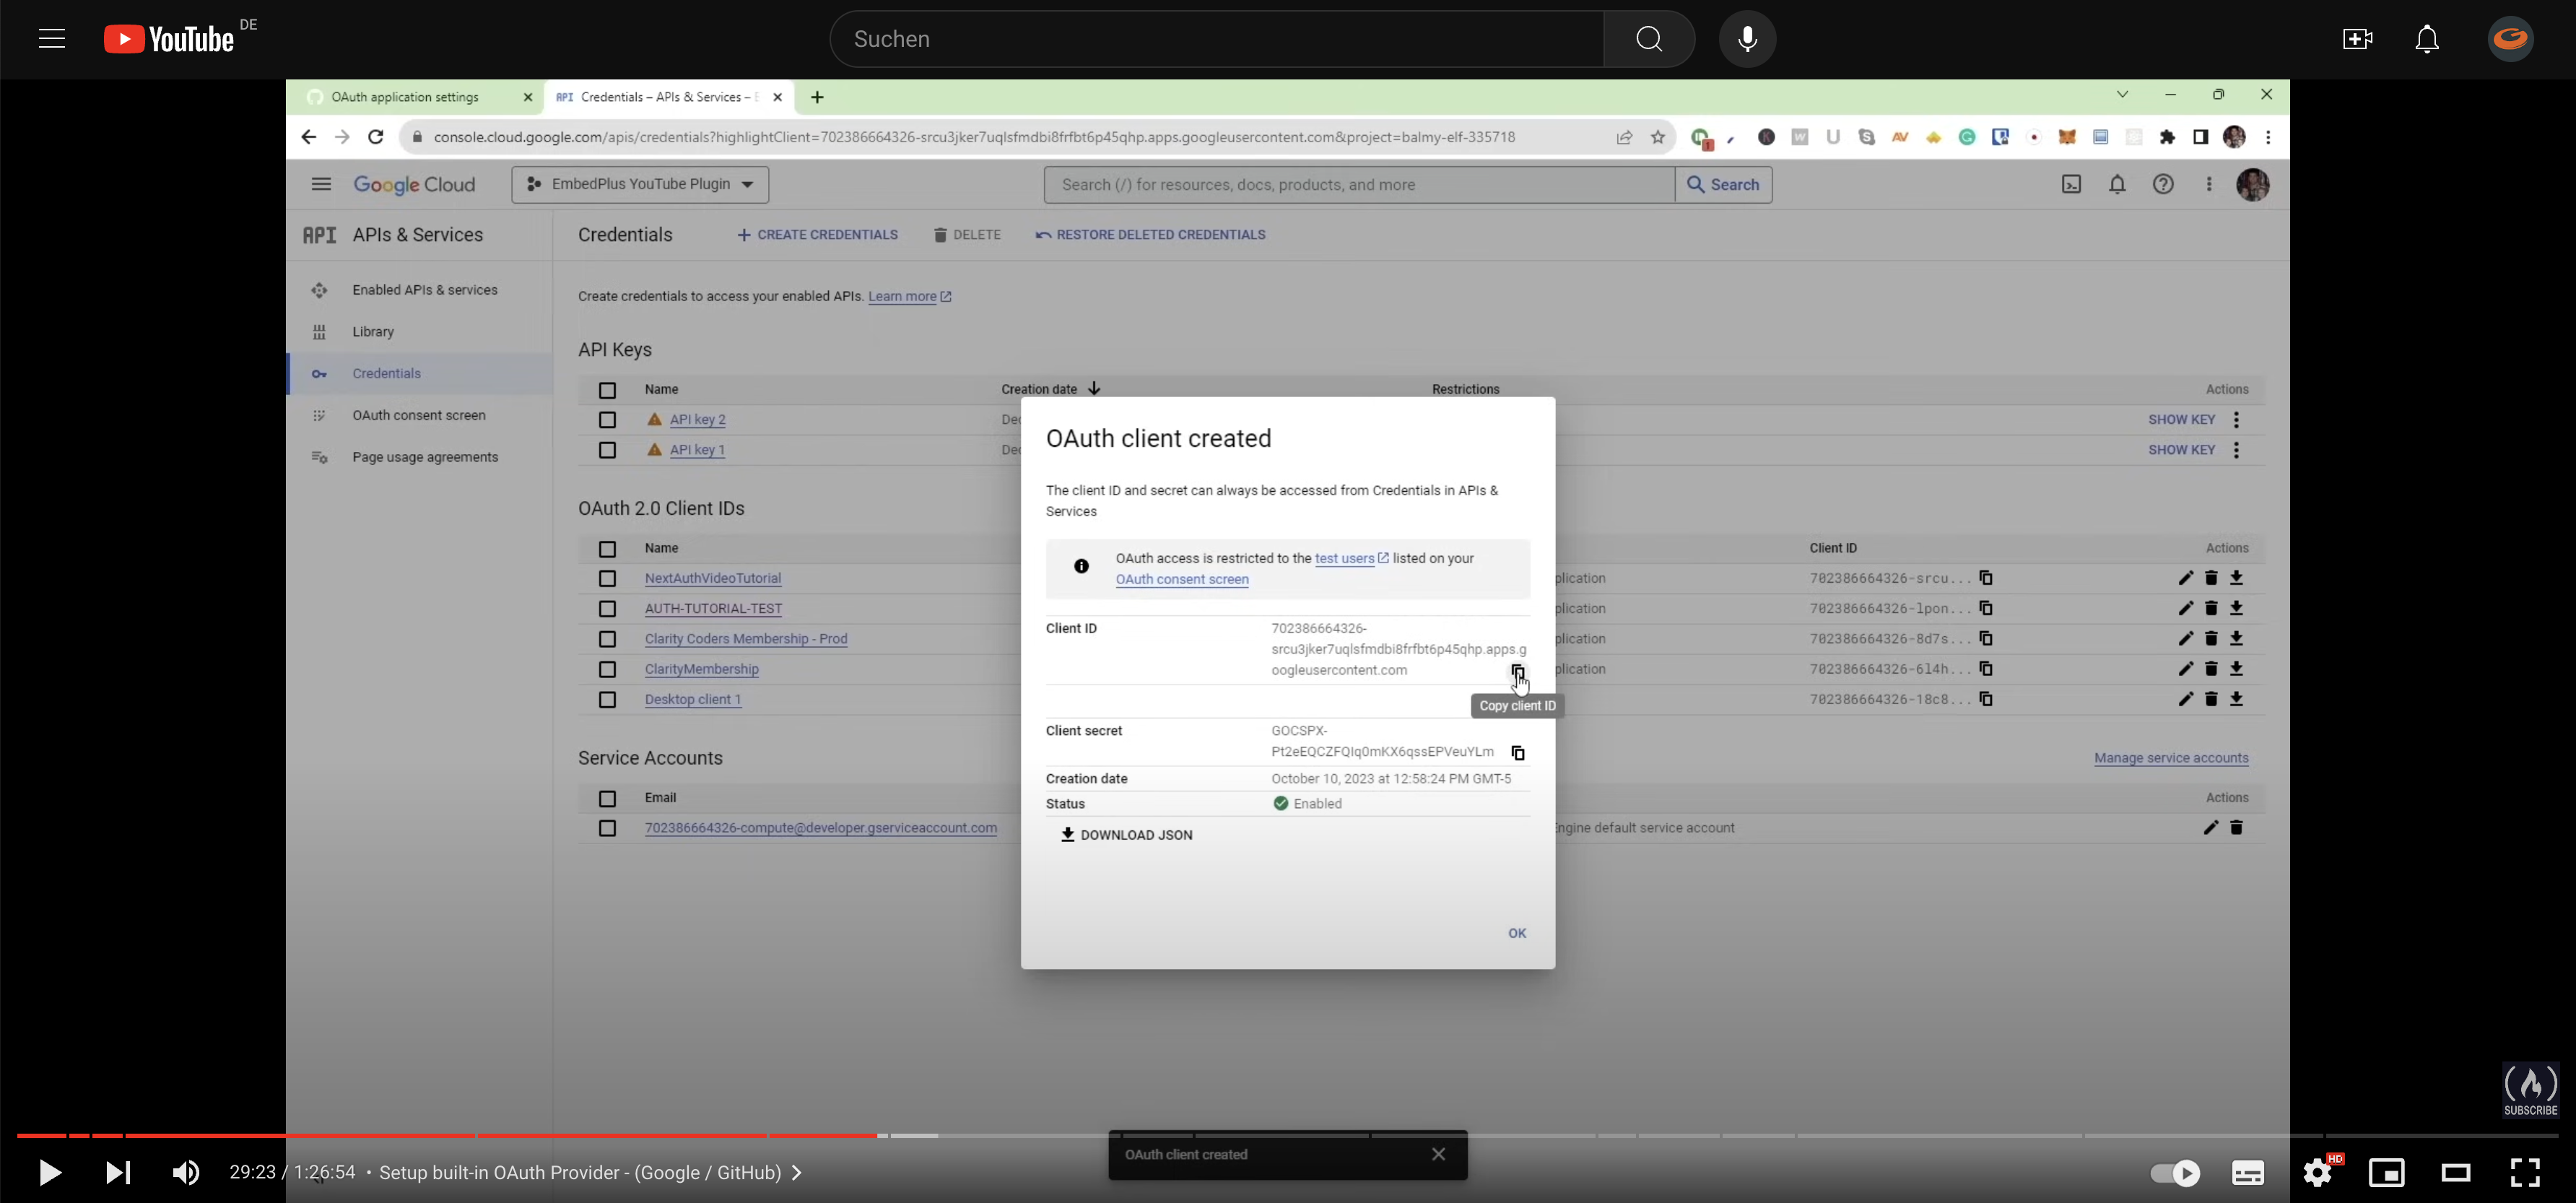 YouTube DE
Suchen
OAuth application settings
API Credentials – APIs & Services –
console.cloud.google.com/apis/credentials?highlightClient=702386664326-srcu3jker7uqlsfmdbi8frfbt6p45qhp.apps.googleusercontent.com&project=balmy-elf-335718
Google Cloud
EmbedPlus YouTube Plugin
Search (/) for resources, docs, products, and more
Search
API APIs & Services
Credentials
CREATE CREDENTIALS
DELETE
RESTORE DELETED CREDENTIALS
Enabled APIs & services
Library
Credentials
OAuth consent screen
Page usage agreements
Create credentials to access your enabled APIs. Learn more
API Keys
Name Creation date Restrictions Actions
API key 2 SHOW KEY
API key 1 SHOW KEY
OAuth 2.0 Client IDs
Name Client ID Actions
NextAuthVideoTutorial 702386664326-srcu...
AUTH-TUTORIAL-TEST 702386664326-lpon...
Clarity Coders Membership - Prod 702386664326-8d7s...
ClarityMembership 702386664326-6l4h...
Desktop client 1 702386664326-18c8...
Service Accounts
Manage service accounts
Email Actions
702386664326-compute@developer.gserviceaccount.com Engine default service account
OAuth client created
The client ID and secret can always be accessed from Credentials in APIs &
Services
OAuth access is restricted to the test users listed on your
OAuth consent screen
Client ID 702386664326-
srcu3jker7uqlsfmdbi8frfbt6p45qhp.apps.g
oogleusercontent.com
Copy client ID
Client secret GOCSPX-
Pt2eEQCZFQIq0mKX6qssEPVeuYLm
Creation date October 10, 2023 at 12:58:24 PM GMT-5
Status Enabled
DOWNLOAD JSON
OK
SUBSCRIBE
OAuth client created
29:23 / 1:26:54 • Setup built-in OAuth Provider - (Google / GitHub)
HD